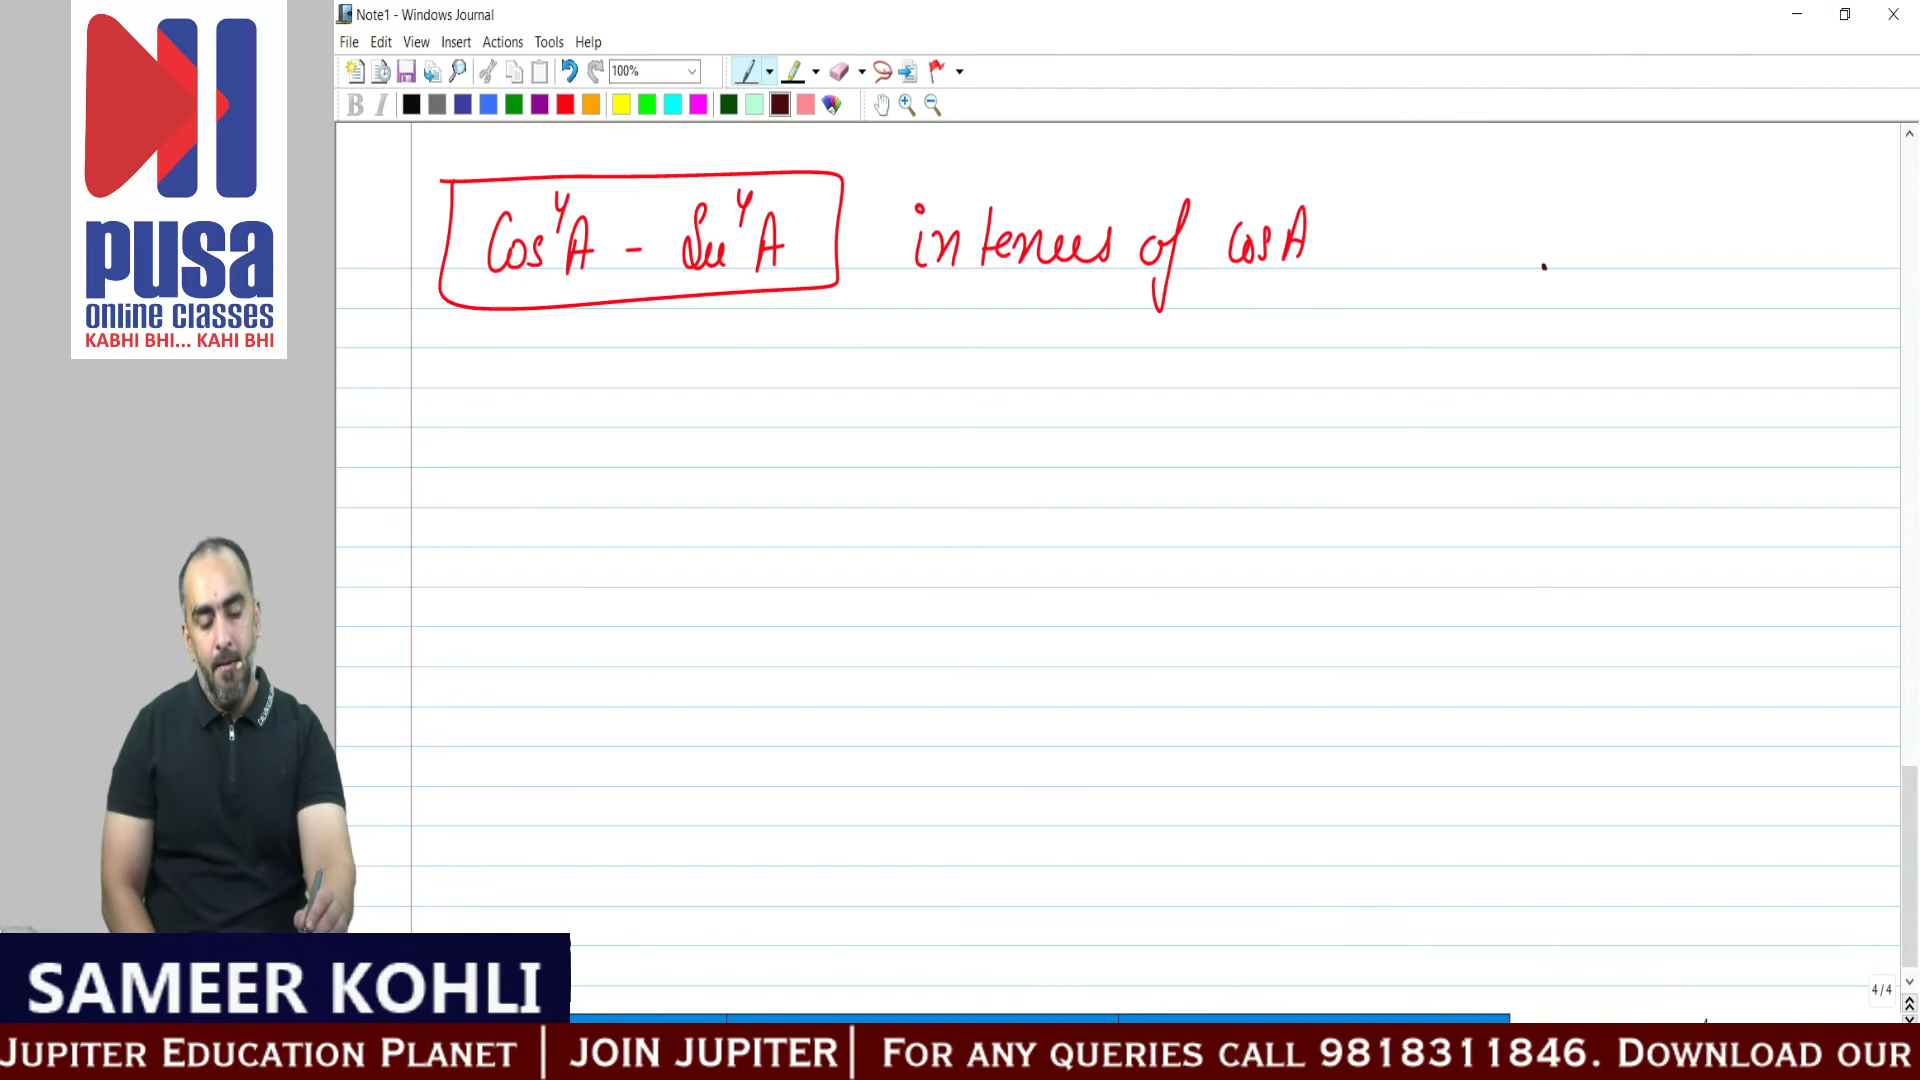 Note1 - Windows Journal
File Edit View Insert Actions Tools Help
100%
B I
Cos⁴A - Sin⁴A in terms of cos A
PUSA
online classes
KABHI BHI... KAHI BHI
4 / 4
SAMEER KOHLI
JUPITER EDUCATION PLANET | JOIN JUPITER| FOR ANY QUERIES CALL 9818311846. DOWNLOAD OUR